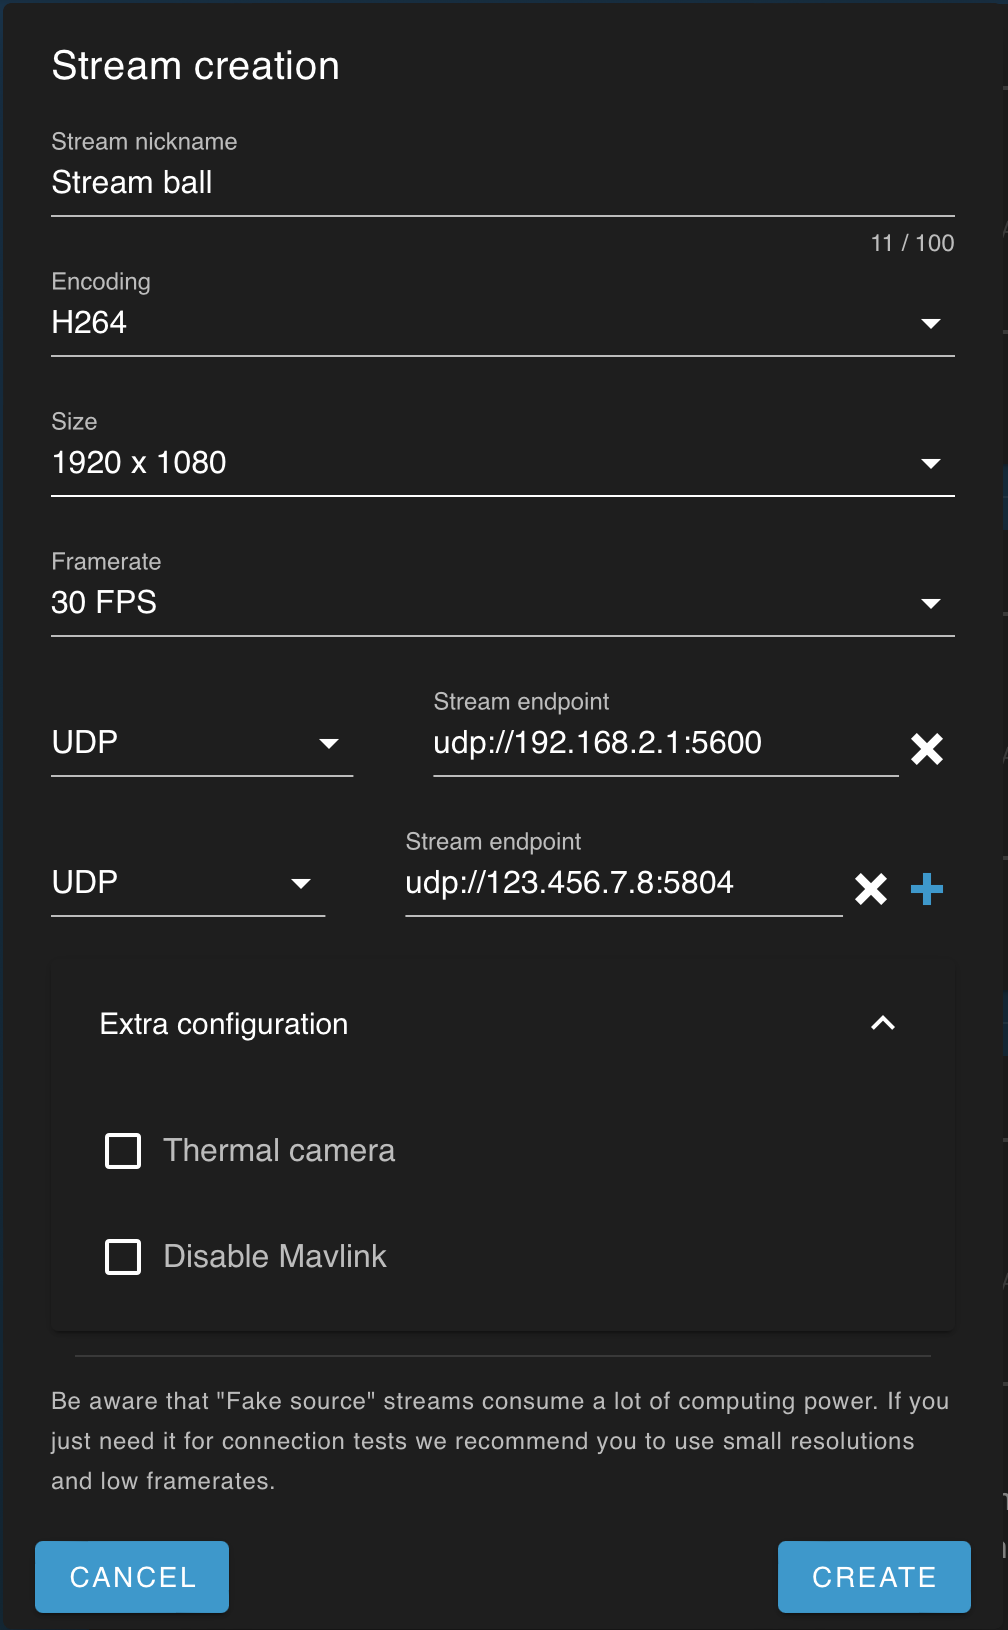 Stream creation
Stream nickname
Stream ball
11 / 100
Encoding
H264
Size
1920 x 1080
Framerate
30 FPS
Stream endpoint
UDP
udp://192.168.2.1:5600
Stream endpoint
UDP
udp://123.456.7.8:5804
Extra configuration
Thermal camera
Disable Mavlink
Be aware that "Fake source" streams consume a lot of computing power. If you
just need it for connection tests we recommend you to use small resolutions
and low framerates.
CANCEL
CREATE